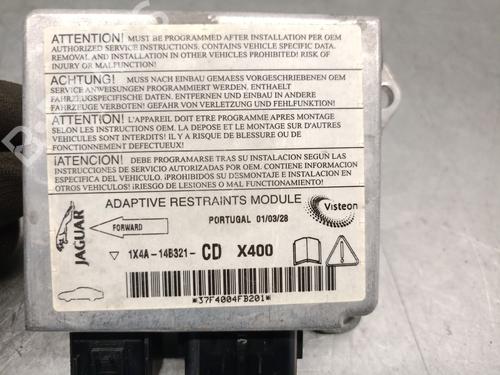 ATTENTION! MUST BE PROGRAMMED AFTER INSTALLATION PER OEM
AUTHORIZED SERVICE INSTRUCTIONS. CONTAINS VEHICLE SPECIFIC DATA.
REMOVAL AND INSTALLATION IN OTHER VEHICLES PROHIBITED! RISK OF
INJURY OR MALFUNCTION!
ACHTUNG! MUSS NACH EINBAU GEMAESS VORGESCHRIEBENEN OEM
SERVICE ANWEISUNGEN PROGRAMMIERT WERDEN, ENTHAELT
FAHRZEUGSPEZIFISCHE DATEN. ENTFERNEN UND EINBAU IN ANDERE
FAHRZEUGE VERBOTEN! GEFAHR VON VERLETZUNG UND FEHLFUNKTION!
ATTENTION! L'APPAREIL DOIT ETRE PROGRAMME APRES MONTAGE
SELON LES INSTRUCTIONS OEM. LA DEPOSE ET LE MONTAGE SUR D'AUTRES
VEHICULES SONT INTERDITS! IL Y A RISQUE DE BLESSURE OU DE
FONCTIONNEMENT DEFECTUEUX!
¡ATENCION! DEBE PROGRAMARSE TRAS SU INSTALACIÓN SEGÚN LAS
INSTRUCCIONES DE SERVICIO AUTORIZADAS POR OEM. CONTIENE INFORMACIÓN
ESPECIFICA DEL VEHICULO. ¡PROHIBIDOS SU DESMONTAJE E INSTALACION EN
OTROS VEHICULOS! ¡RIESGO DE LESIONES O MAL FUNCIONAMIENTO!
ADAPTIVE RESTRAINTS MODULE
Visteon
JAGUAR
FORWARD
PORTUGAL 01/03/28
1X4A-14B321- CD X400
*37F4004FB201*